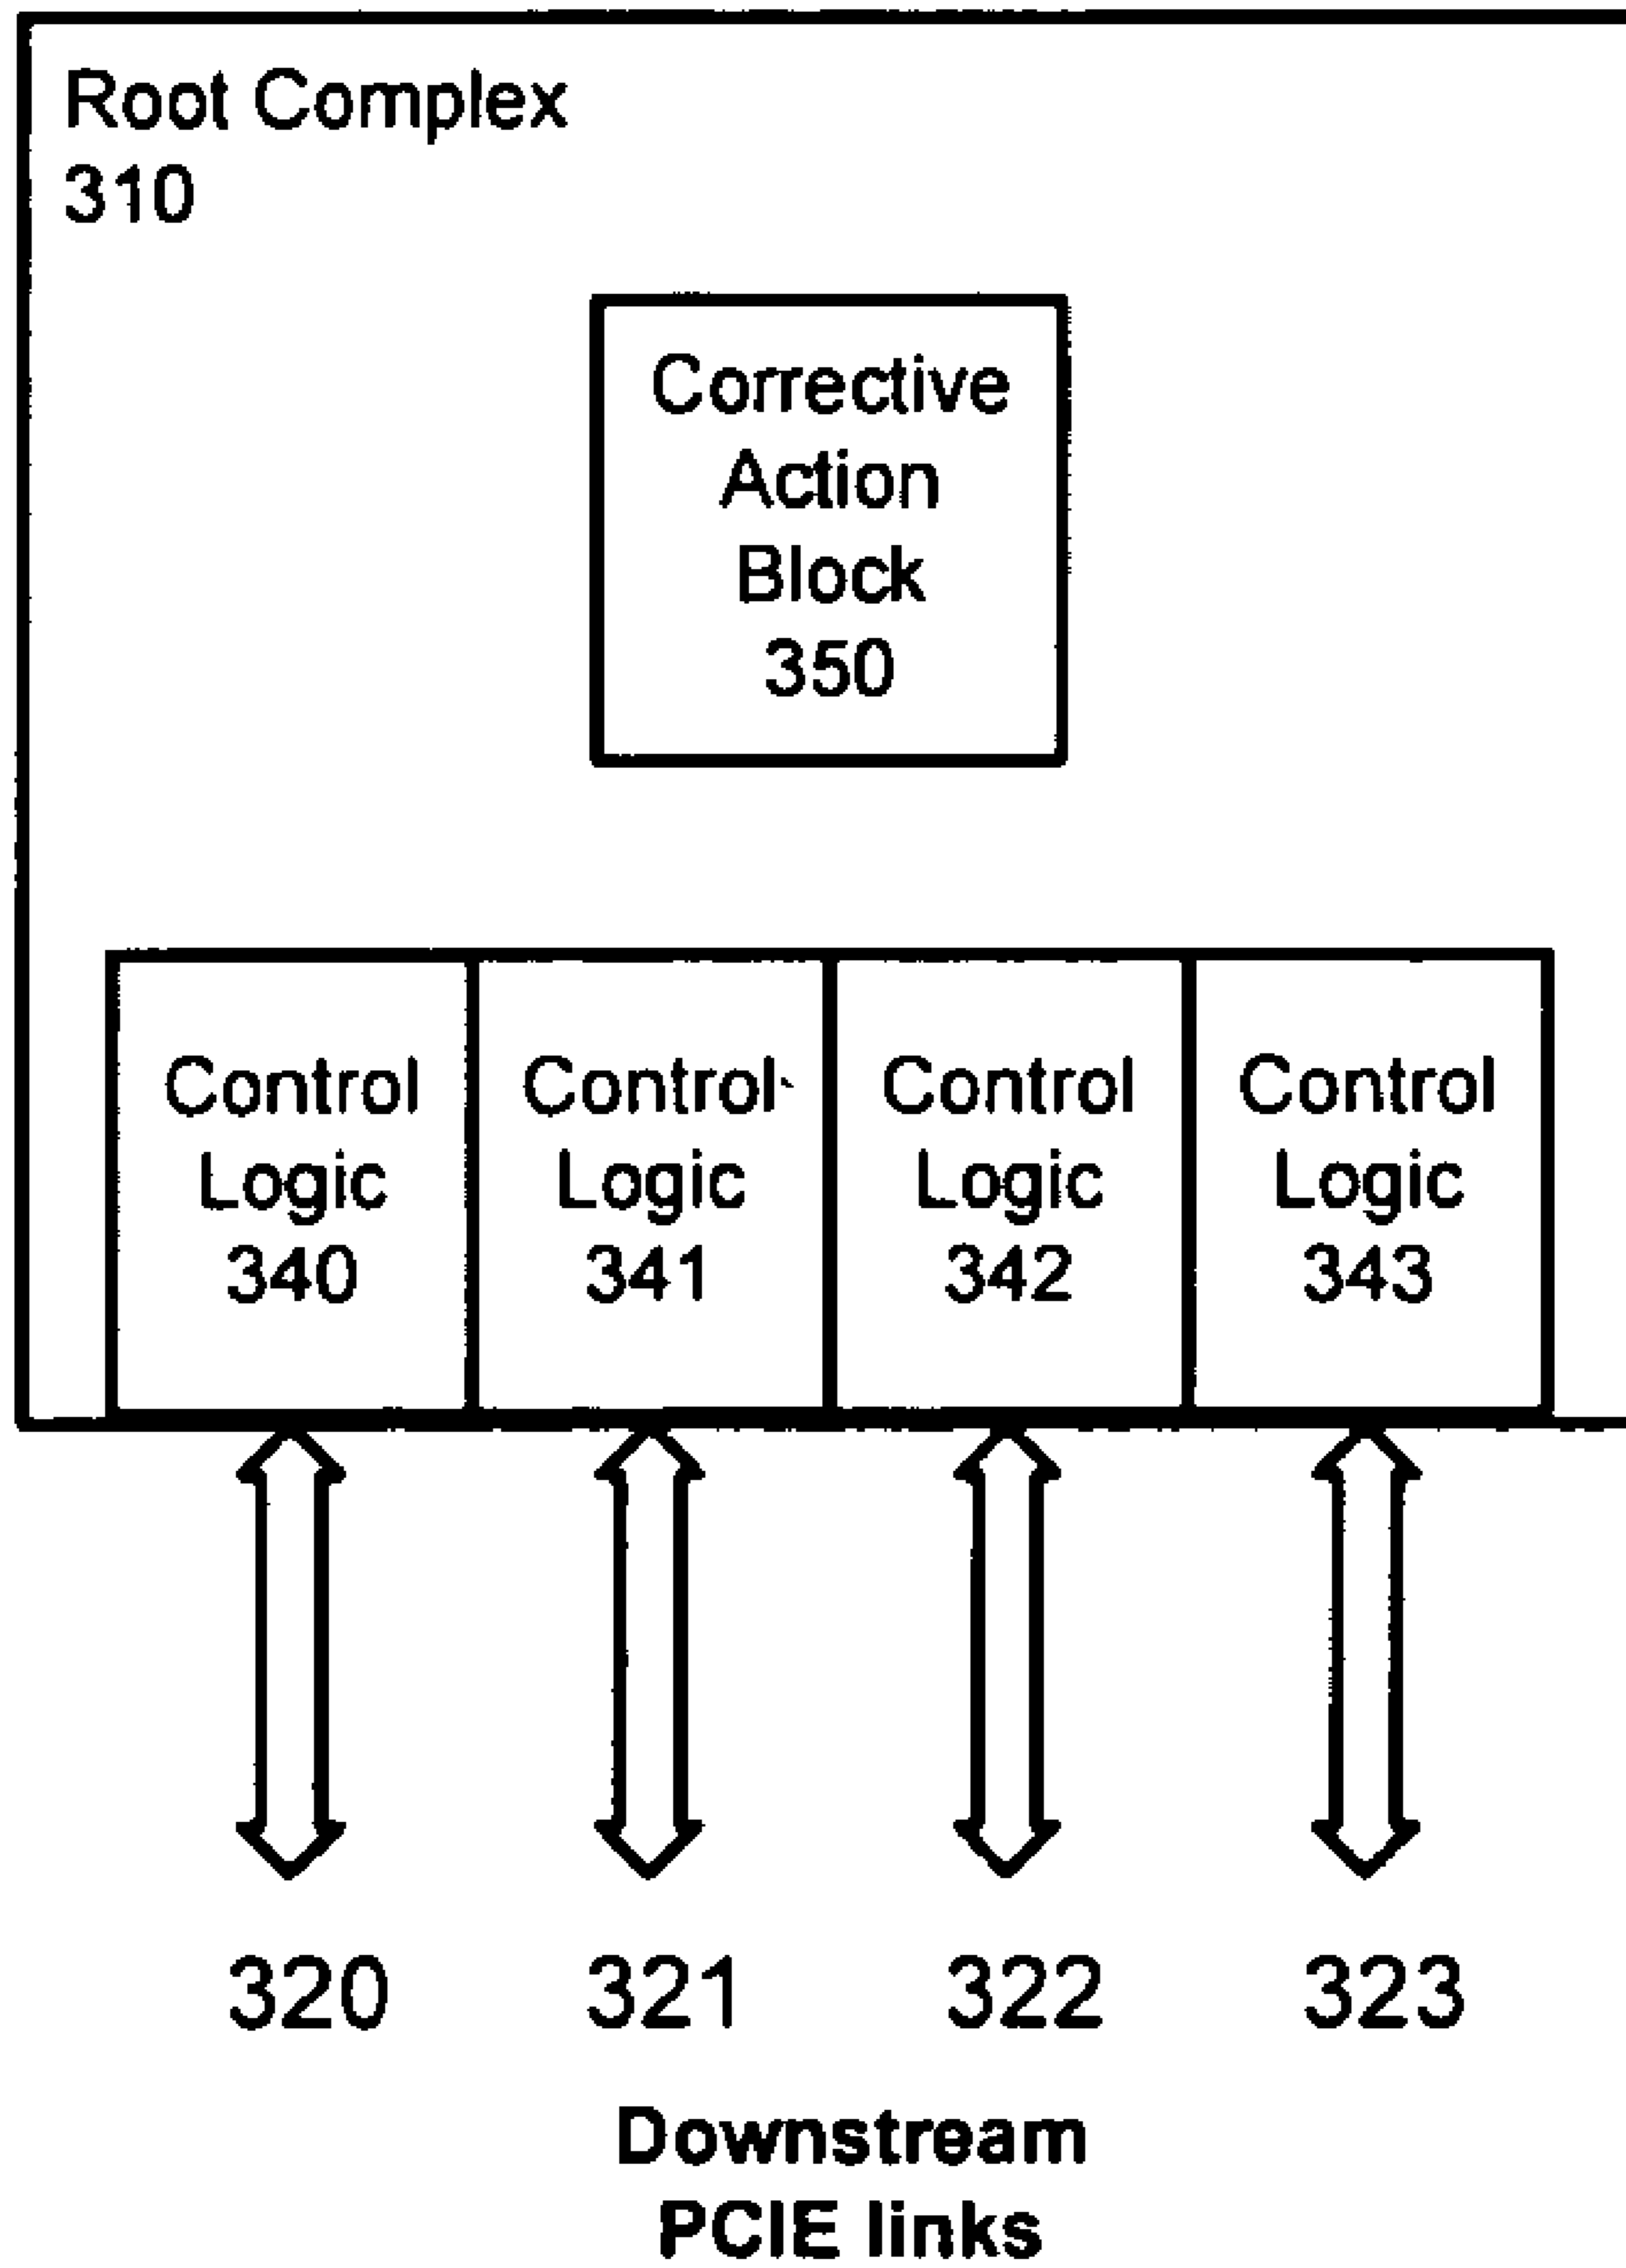 Root Complex
310
Corrective
Action
Block
350
Control Control Control Control
Logic Logic Logic Logic
340 341 342 343
320 321 322 323
Downstream
PCIE links